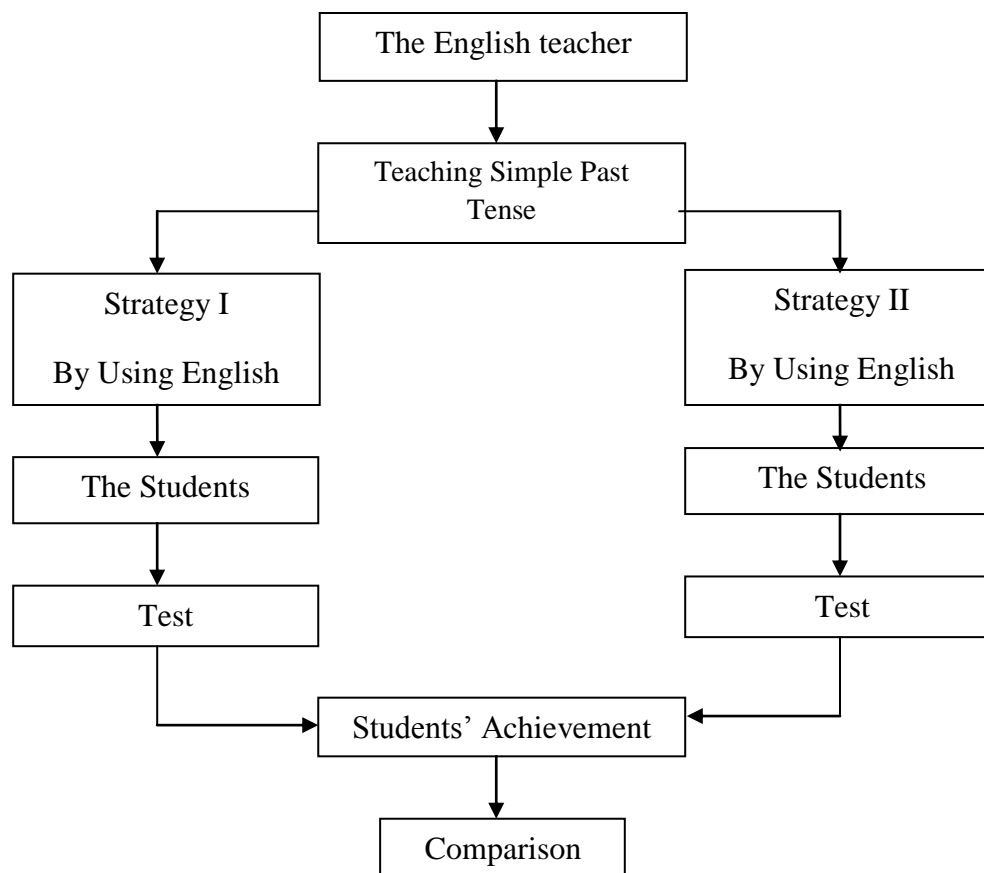 The English teacher
Teaching Simple Past
Tense
Strategy I
By Using English
Strategy II
By Using English
The Students
The Students
Test
Test
Students’ Achievement
Comparison